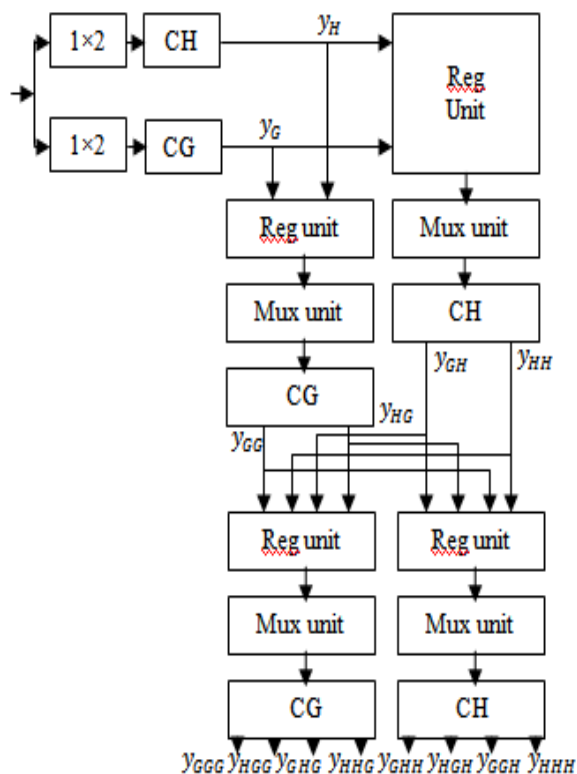 1×2 CH y_H Reg
Unit
1×2 CG y_G
Reg unit Mux unit
Mux unit CH
CG y_GH y_HH
y_HG
y_GG
Reg unit Reg unit
Mux unit Mux unit
CG CH
y_GGG y_HGG y_GHG y_HHG y_GHH y_HGH y_GGH y_HHH